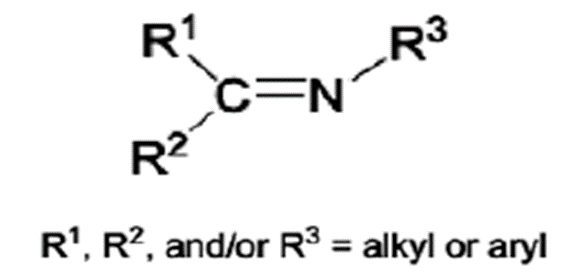 R¹
R³
C=N
R²
R¹, R², and/or R³ = alkyl or aryl